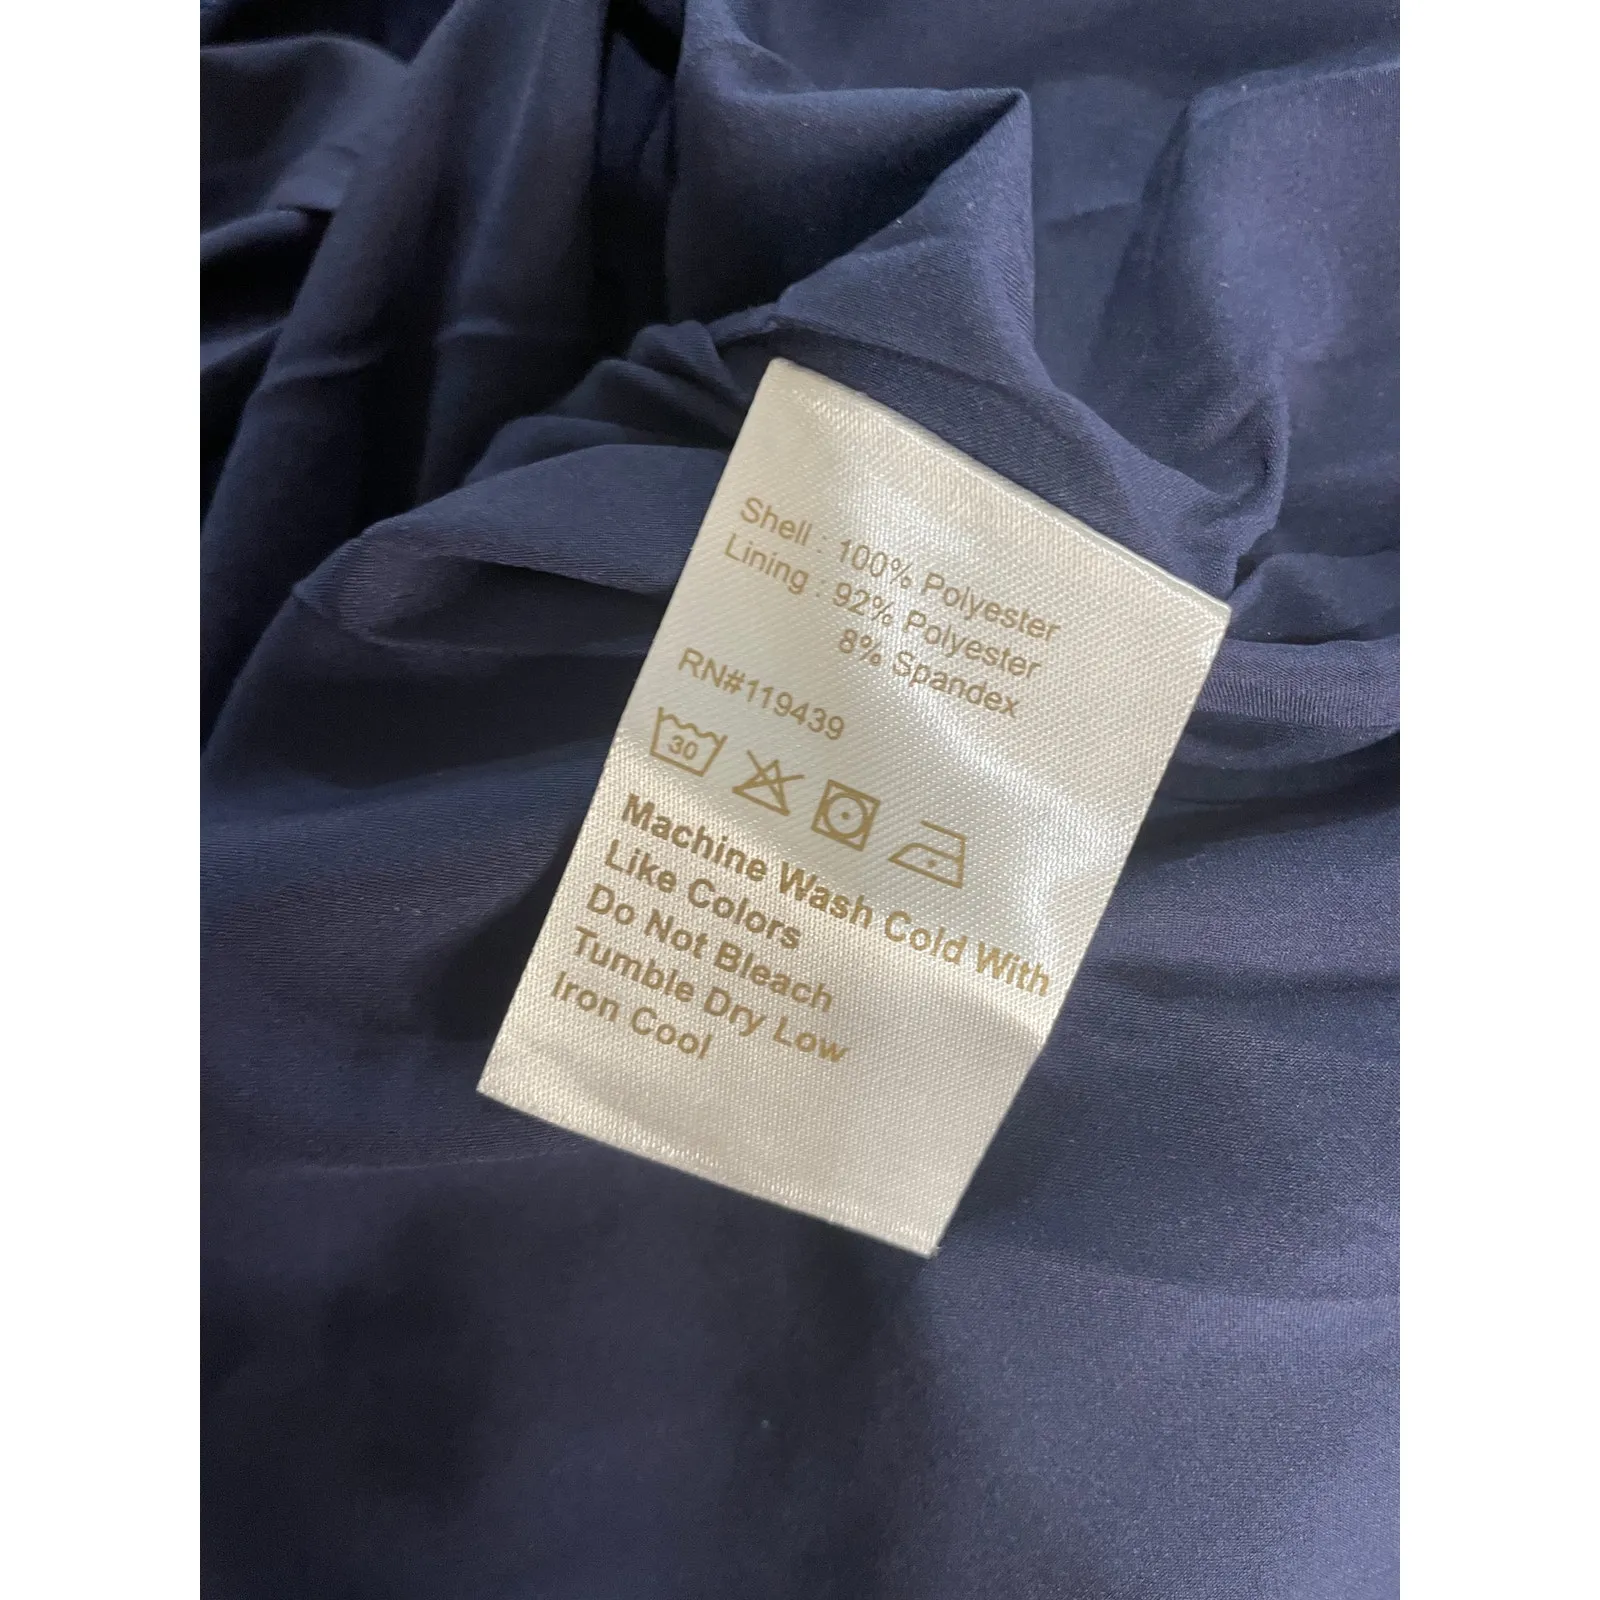 Shell : 100% Polyester
Lining : 92% Polyester
8% Spandex
RN#119439
30
Machine Wash Cold With
Like Colors
Do Not Bleach
Tumble Dry Low
Iron Cool